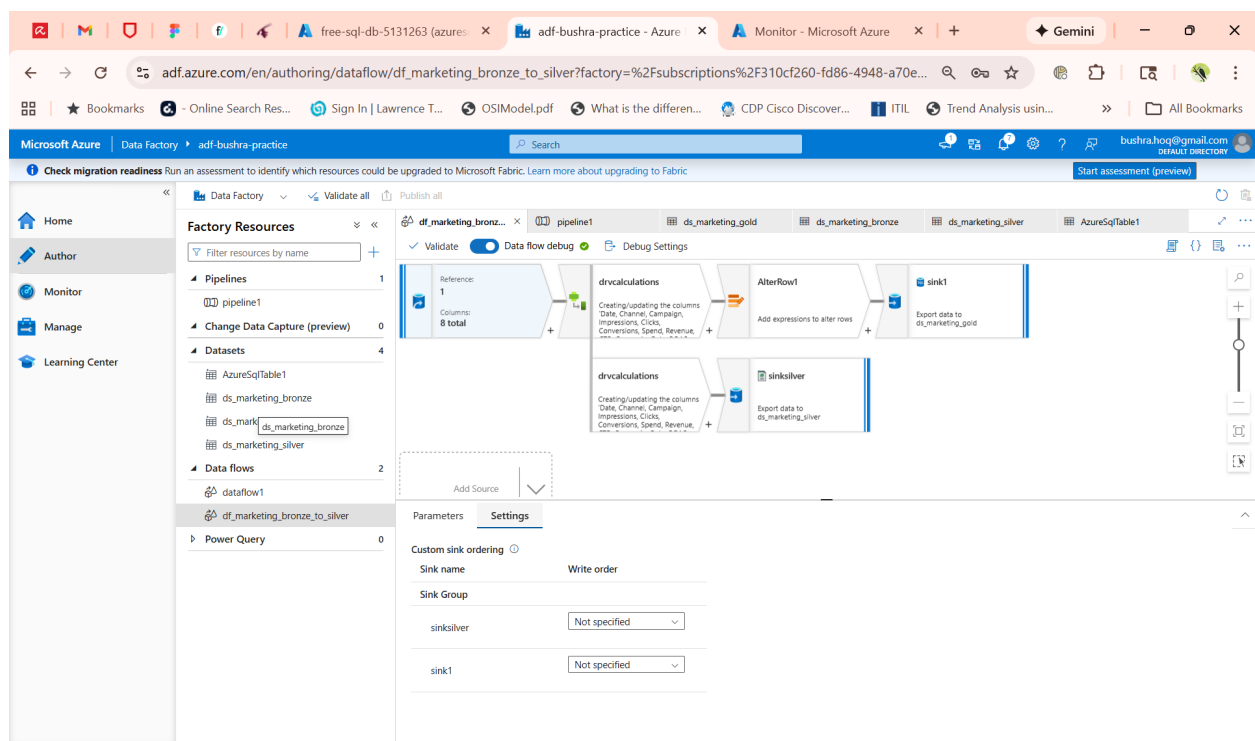 free-sql-db-5131263 (azures
adf-bushra-practice - Azure
Monitor - Microsoft Azure
Gemini
adf.azure.com/en/authoring/dataflow/df_marketing_bronze_to_silver?factory=%2Fsubscriptions%2F310cf260-fd86-4948-a70e...
Bookmarks
- Online Search Res...
Sign In | Lawrence T...
OSIModel.pdf
What is the differen...
CDP Cisco Discover...
ITIL
Trend Analysis usin...
»
All Bookmarks
Microsoft Azure
Data Factory
adf-bushra-practice
Search
1
7
bushra.hoq@gmail.com
DEFAULT DIRECTORY
Check migration readiness Run an assessment to identify which resources could be upgraded to Microsoft Fabric. Learn more about upgrading to Fabric
Start assessment (preview)
Data Factory
Validate all
Publish all
Home
Author
Monitor
Manage
Learning Center
Factory Resources
Filter resources by name
Pipelines 1
pipeline1
Change Data Capture (preview) 0
Datasets 4
AzureSqlTable1
ds_marketing_bronze
ds_mark
ds_marketing_bronze
ds_marketing_silver
Data flows 2
dataflow1
df_marketing_bronze_to_silver
Power Query 0
df_marketing_bronz...
pipeline1
ds_marketing_gold
ds_marketing_bronze
ds_marketing_silver
AzureSqlTable1
Validate
Data flow debug
Debug Settings
Reference:
1
Columns:
8 total
drvcalculations
Creating/updating the columns
'Date, Channel, Campaign,
Impressions, Clicks,
Conversions, Spend, Revenue,
AlterRow1
Add expressions to alter rows
sink1
Export data to
ds_marketing_gold
drvcalculations
Creating/updating the columns
'Date, Channel, Campaign,
Impressions, Clicks,
Conversions, Spend, Revenue,
sinksilver
Export data to
ds_marketing_silver
Add Source
Parameters
Settings
Custom sink ordering
Sink name Write order
Sink Group
sinksilver Not specified
sink1 Not specified